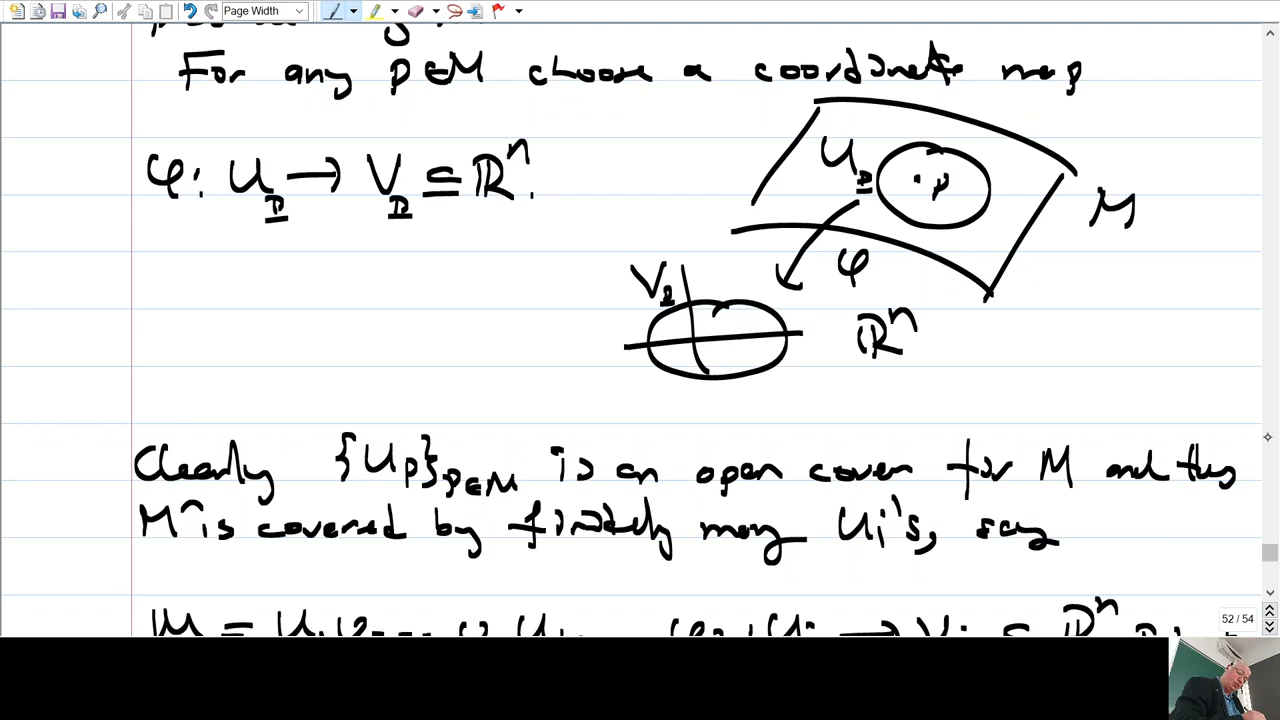 Page Width
For any p∈M choose a coordinate map
φ: U_p → V_p ⊆ ℝ^n.
U_p
p
M
φ
V_p
ℝ^n
Clearly {U_p}_{p∈M} is an open cover for M and thus
M^n is covered by finitely many U_i's, say
52 / 54